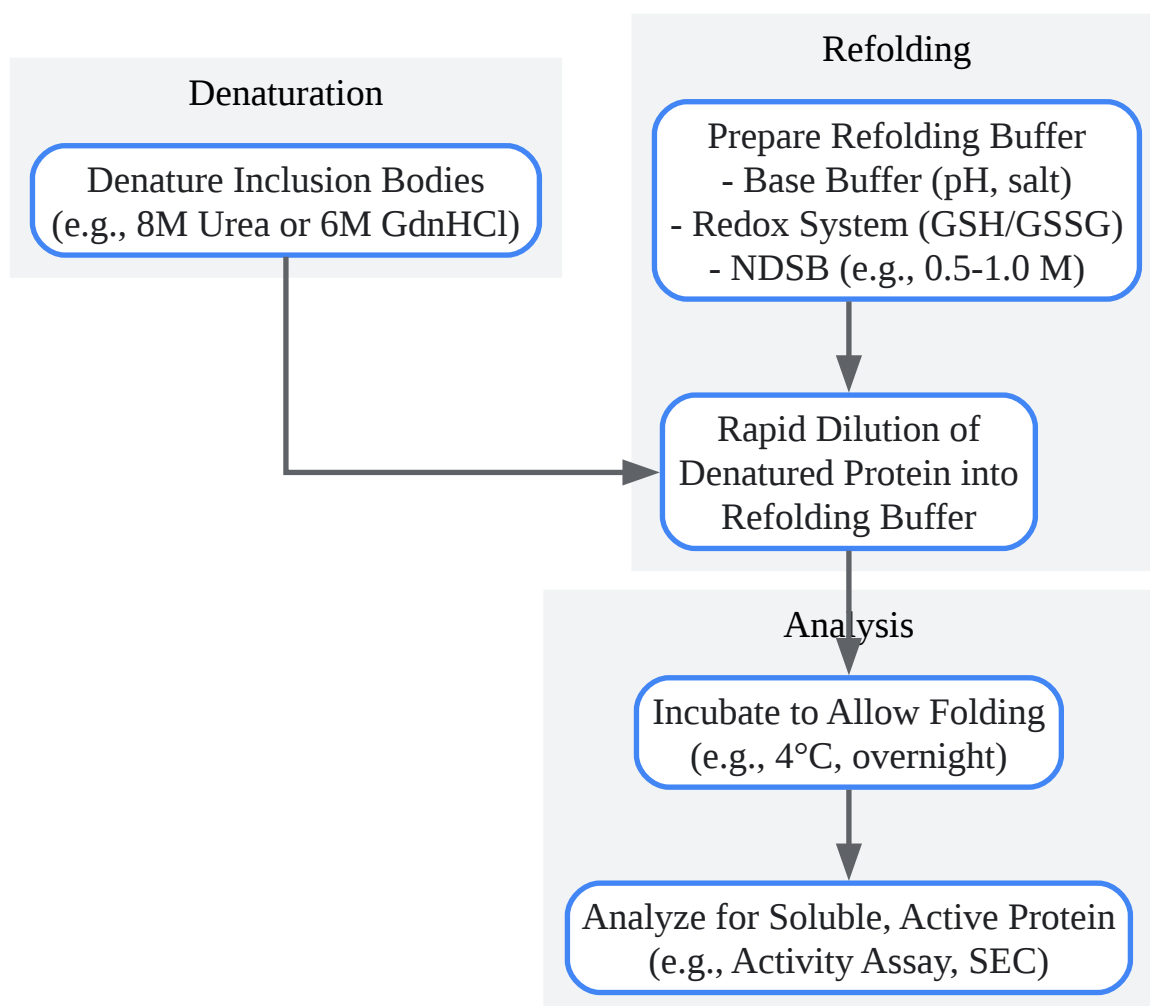 Denaturation
Denature Inclusion Bodies
(e.g., 8M Urea or 6M GdnHCl)
Refolding
Prepare Refolding Buffer
- Base Buffer (pH, salt)
- Redox System (GSH/GSSG)
- NDSB (e.g., 0.5-1.0 M)
Rapid Dilution of
Denatured Protein into
Refolding Buffer
Analysis
Incubate to Allow Folding
(e.g., 4°C, overnight)
Analyze for Soluble, Active Protein
(e.g., Activity Assay, SEC)